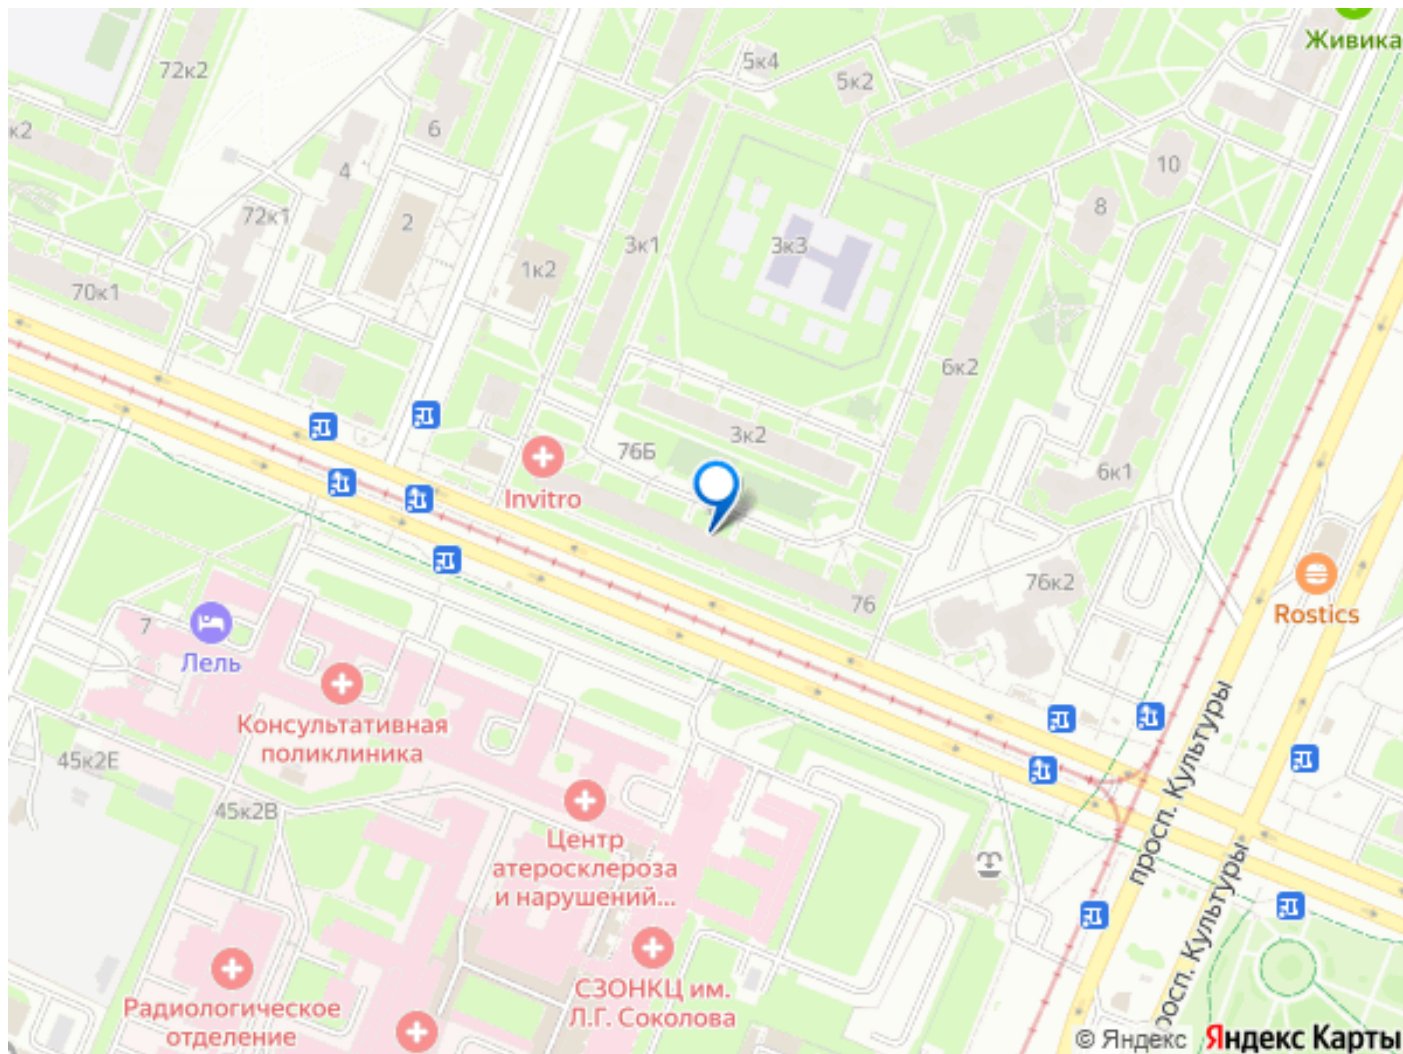 Живика
72к2
5к4
5к2
к2
6
10
4
72к1
2
8
3к1
3к3
1к2
70к1
6к2
3к2
76Б
6к1
Invitro
76к2
76
Rostics
7
Лель
Консультативная
поликлиника
просп. Культуры
45к2Е
45к2В
Центр
атеросклероза
и нарушений...
просп. Культуры
СЗОНКЦ им.
Л.Г. Соколова
Радиологическое
отделение
© Яндекс Яндекс Карты